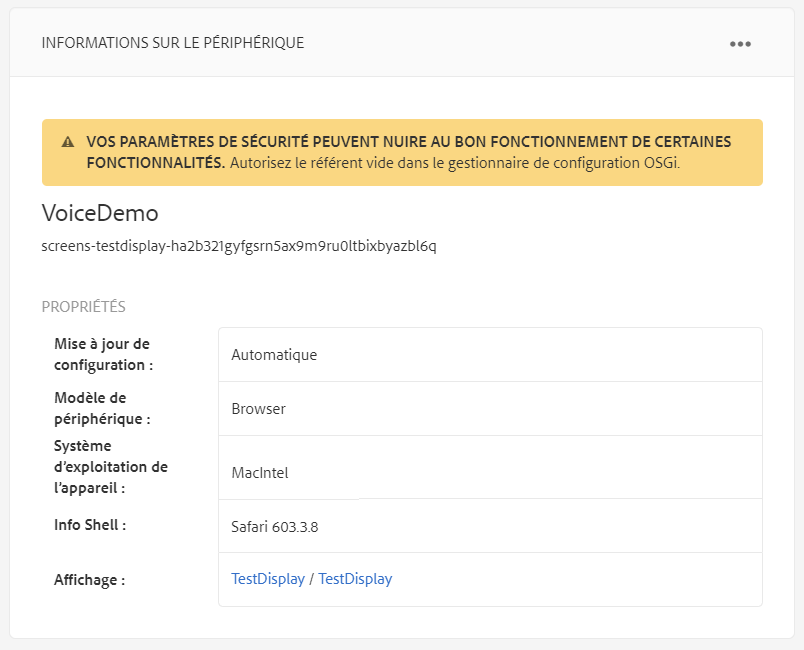 INFORMATIONS SUR LE PÉRIPHÉRIQUE
VOS PARAMÈTRES DE SÉCURITÉ PEUVENT NUIRE AU BON FONCTIONNEMENT DE CERTAINES
FONCTIONNALITÉS. Autorisez le référent vide dans le gestionnaire de configuration OSGi.
VoiceDemo
screens-testdisplay-ha2b321gyfgsrn5ax9m9ru0ltbixbyazbl6q
PROPRIÉTÉS
Mise à jour de
configuration :
Automatique
Modèle de
périphérique :
Browser
Système
d’exploitation de
l’appareil :
MacIntel
Info Shell :
Safari 603.3.8
Affichage :
TestDisplay / TestDisplay